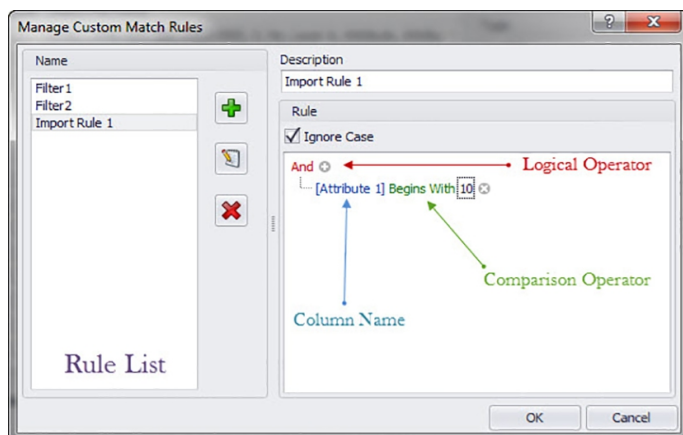 Manage Custom Match Rules
Name
Filter1
Filter2
Import Rule 1
Rule List
Description
Import Rule 1
Rule
Ignore Case
And
Logical Operator
[Attribute 1] Begins With 10
Comparison Operator
Column Name
OK
Cancel